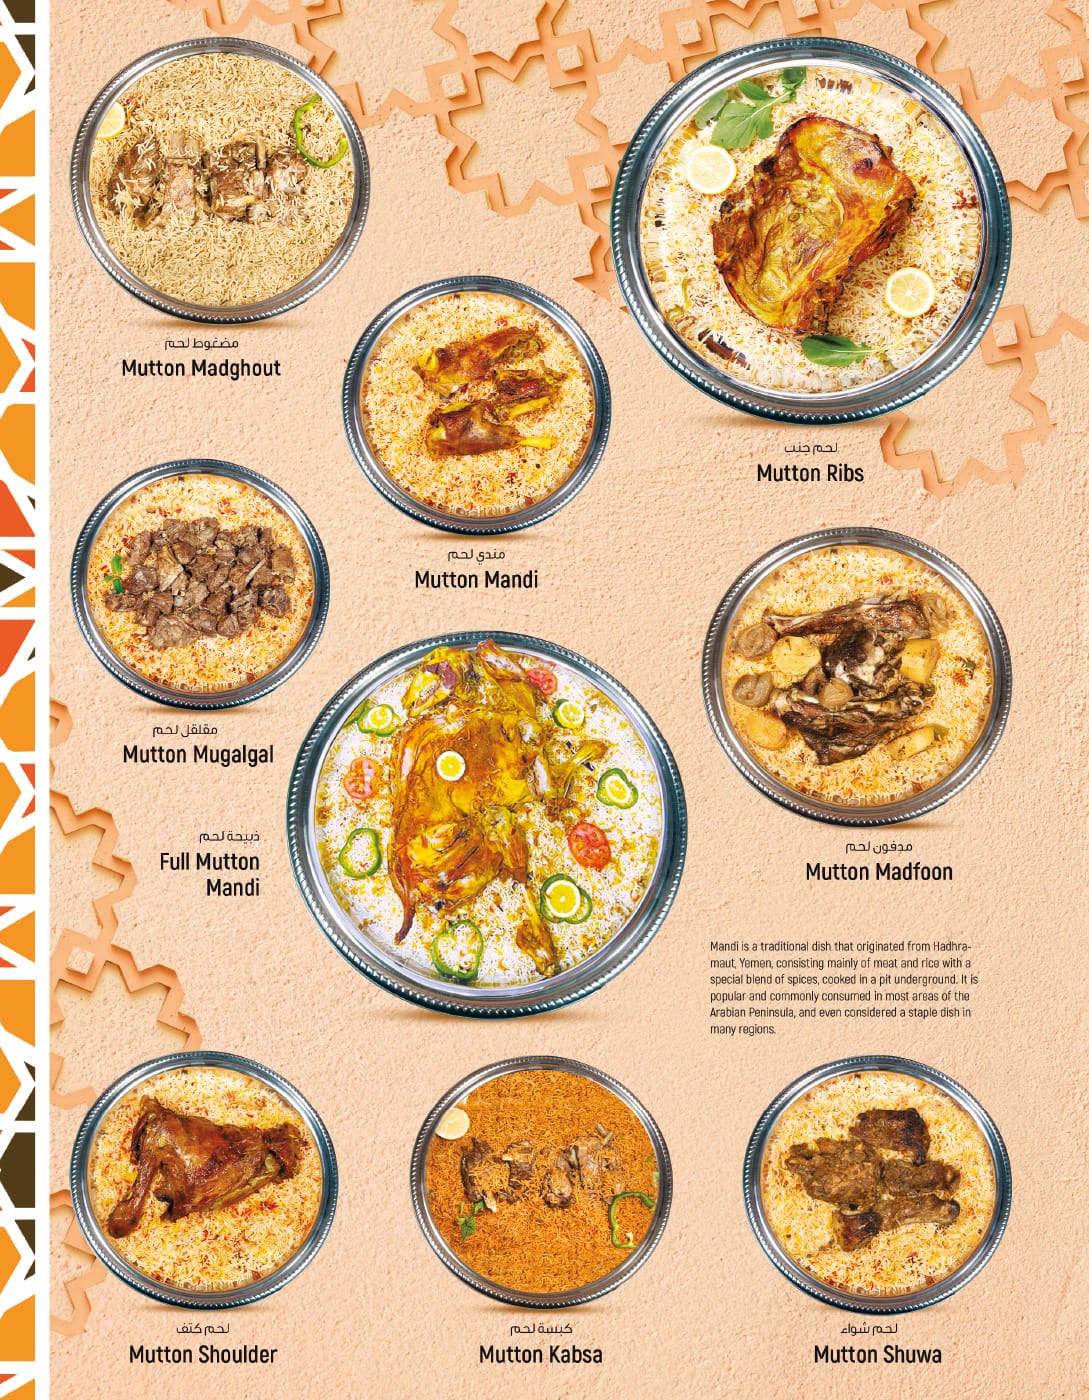 مضغوط لحم
Mutton Madghout
لحم جنب
Mutton Ribs
مندي لحم
Mutton Mandi
مقلقل لحم
Mutton Mugalgal
ذبيحة لحم
Full Mutton
Mandi
مدفون لحم
Mutton Madfoon
Mandi is a traditional dish that originated from Hadhra-
maut, Yemen, consisting mainly of meat and rice with a
special blend of spices, cooked in a pit underground. It is
popular and commonly consumed in most areas of the
Arabian Peninsula, and even considered a staple dish in
many regions.
لحم كتف
Mutton Shoulder
كبسة لحم
Mutton Kabsa
لحم شواء
Mutton Shuwa